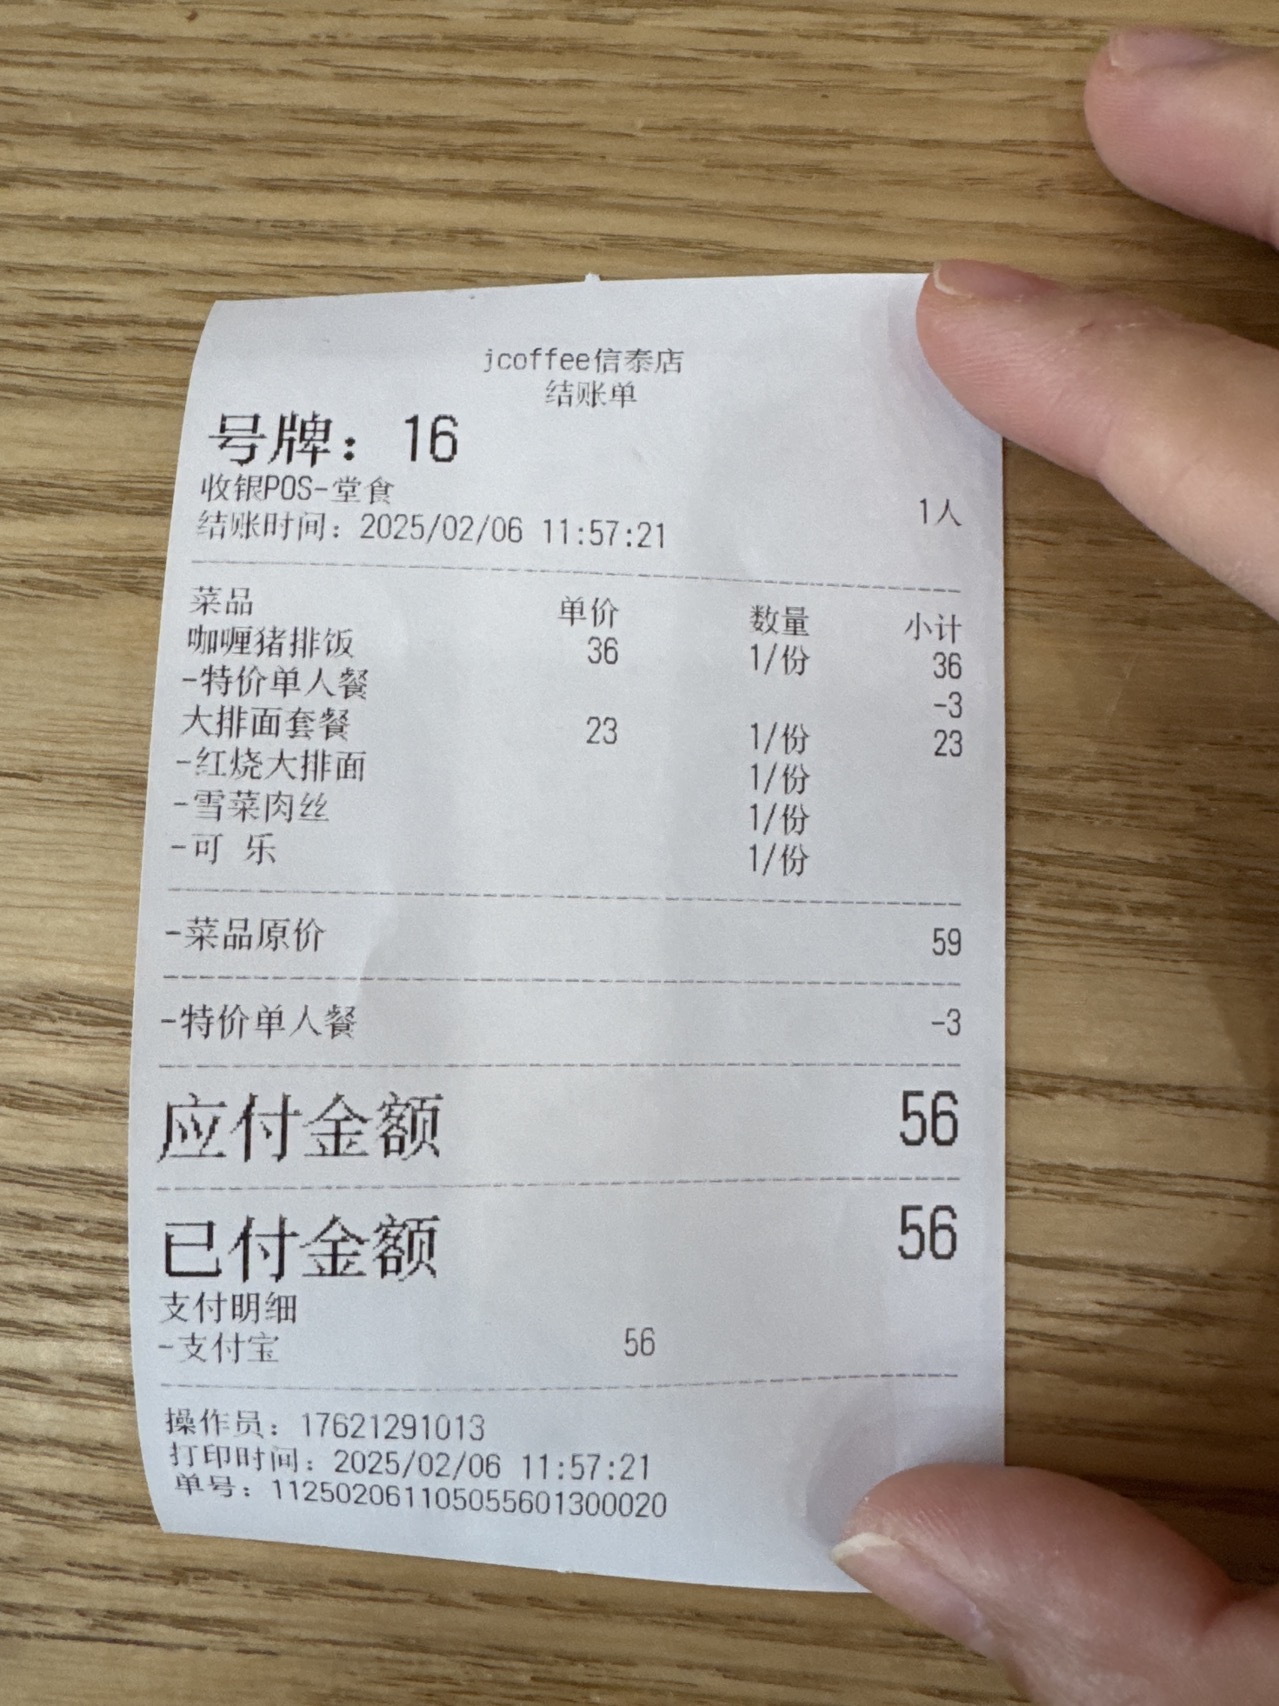 jcoffee信泰店
结账单
号牌：16
收银POS-堂食 1人
结账时间：2025/02/06 11:57:21
菜品 单价 数量 小计
咖喱猪排饭 36 1/份 36
-特价单人餐 -3
大排面套餐 23 1/份 23
-红烧大排面 1/份
-雪菜肉丝 1/份
-可 乐 1/份
-菜品原价 59
-特价单人餐 -3
应付金额 56
已付金额 56
支付明细
-支付宝 56
操作员：17621291013
打印时间：2025/02/06 11:57:21
单号：112502061105055601300020